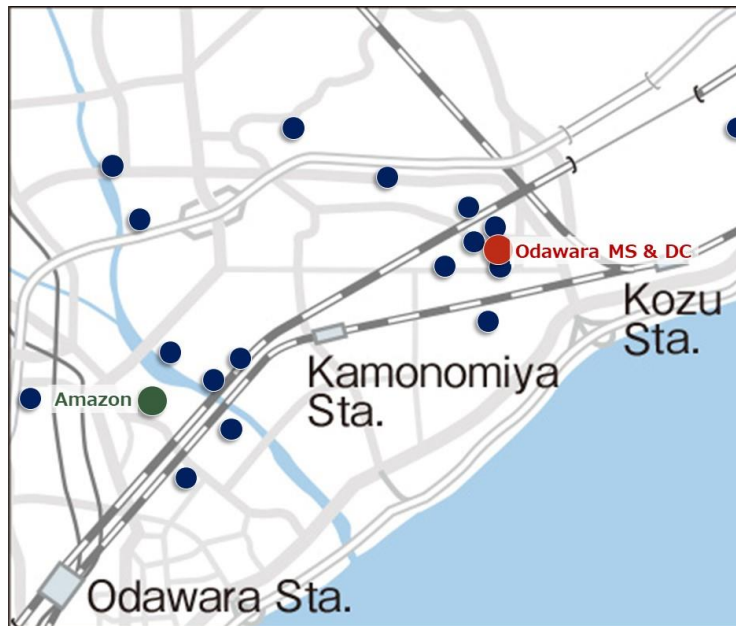 Odawara MS & DC
Kozu
Sta.
Kamonomiya
Sta.
Amazon
Odawara Sta.